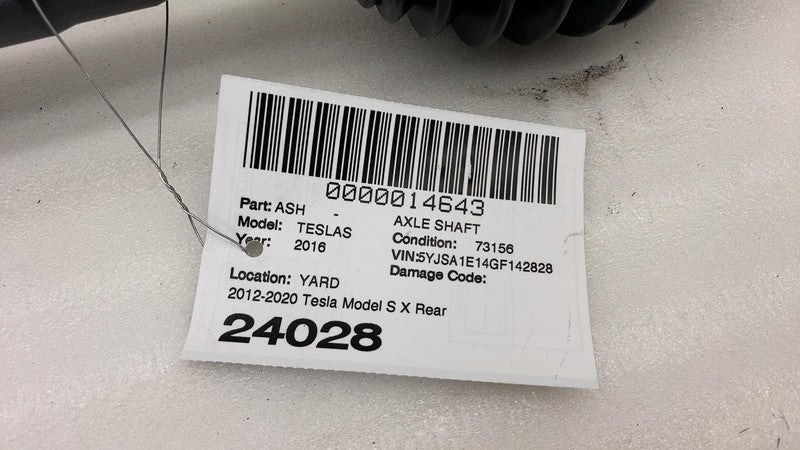 0000014643
Part: ASH - AXLE SHAFT
Model: TESLAS Condition: 73156
Year: 2016 VIN:5YJSA1E14GF142828
Damage Code:
Location: YARD
2012-2020 Tesla Model S X Rear
24028